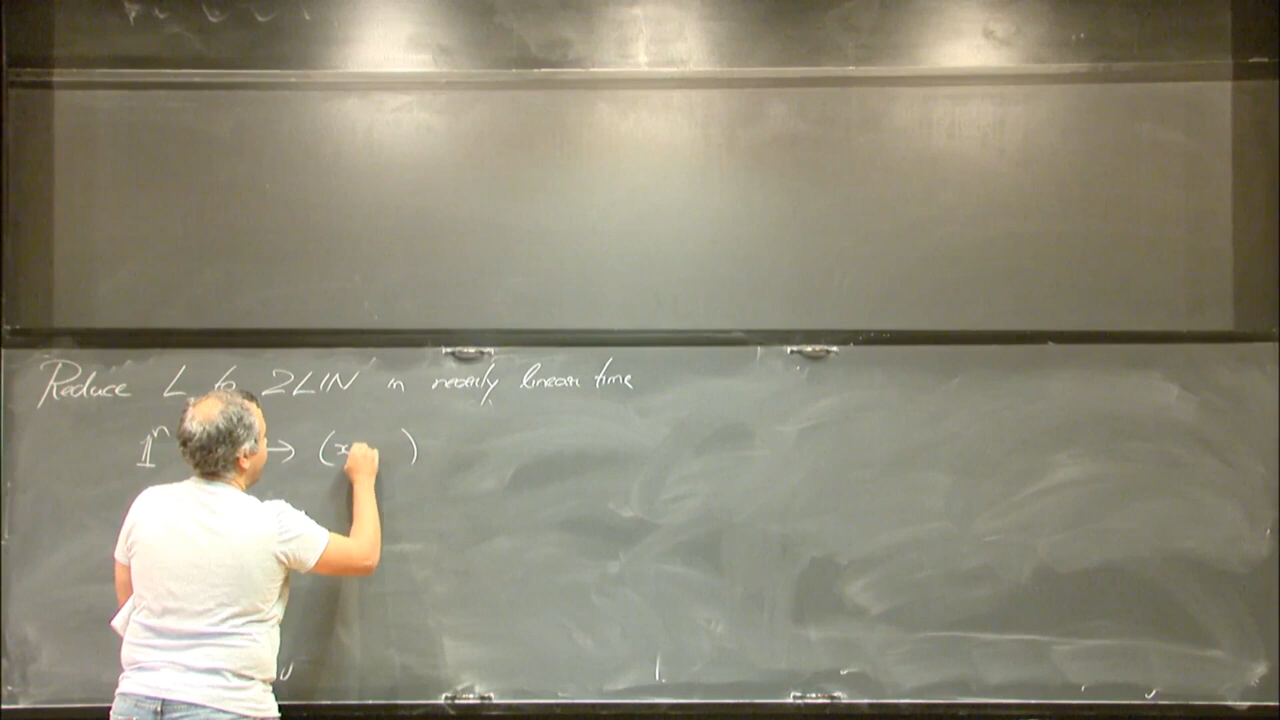 Reduce L to 2LIN in nearly linear time
1ⁿ → (x )